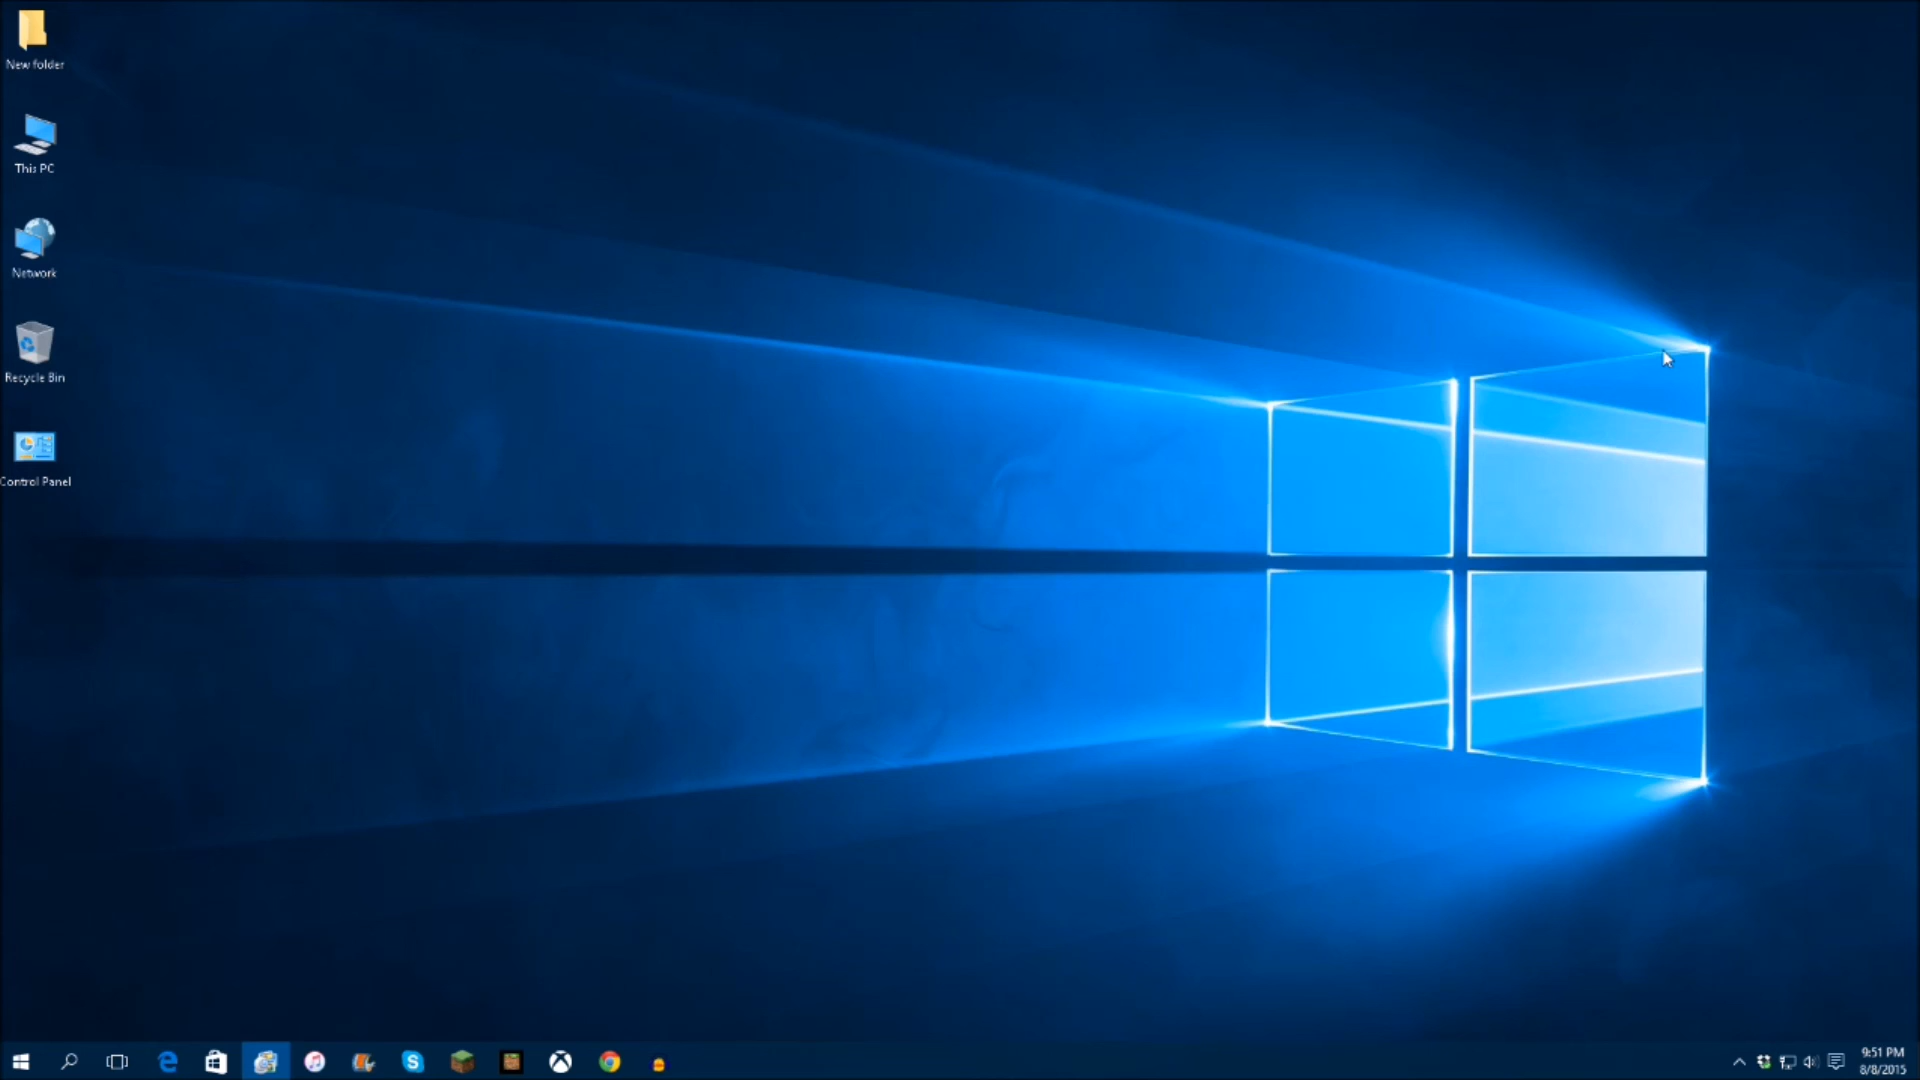 New folder
This PC
Network
Recycle Bin
Control Panel
9:51 PM
8/8/2015